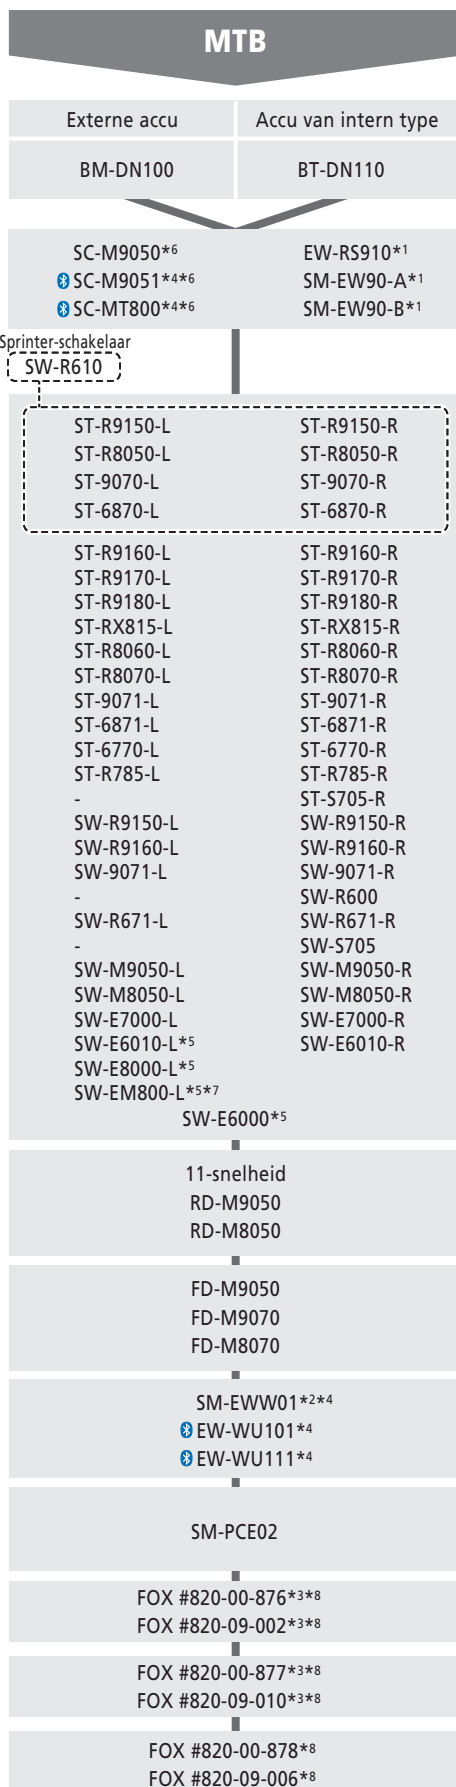 MTB
Externe accu Accu van intern type
BM-DN100 BT-DN110
SC-M9050*6 EW-RS910*1
SC-M9051*4*6 SM-EW90-A*1
SC-MT800*4*6 SM-EW90-B*1
Sprinter-schakelaar
SW-R610
ST-R9150-L ST-R9150-R
ST-R8050-L ST-R8050-R
ST-9070-L ST-9070-R
ST-6870-L ST-6870-R
ST-R9160-L ST-R9160-R
ST-R9170-L ST-R9170-R
ST-R9180-L ST-R9180-R
ST-RX815-L ST-RX815-R
ST-R8060-L ST-R8060-R
ST-R8070-L ST-R8070-R
ST-9071-L ST-9071-R
ST-6871-L ST-6871-R
ST-6770-L ST-6770-R
ST-R785-L ST-R785-R
- ST-S705-R
SW-R9150-L SW-R9150-R
SW-R9160-L SW-R9160-R
SW-9071-L SW-9071-R
- SW-R600
SW-R671-L SW-R671-R
- SW-S705
SW-M9050-L SW-M9050-R
SW-M8050-L SW-M8050-R
SW-E7000-L SW-E7000-R
SW-E6010-L*5 SW-E6010-R
SW-E8000-L*5
SW-EM800-L*5*7
SW-E6000*5
11-snelheid
RD-M9050
RD-M8050
FD-M9050
FD-M9070
FD-M8070
SM-EWW01*2*4
EW-WU101*4
EW-WU111*4
SM-PCE02
FOX #820-00-876*3*8
FOX #820-09-002*3*8
FOX #820-00-877*3*8
FOX #820-09-010*3*8
FOX #820-00-878*8
FOX #820-09-006*8